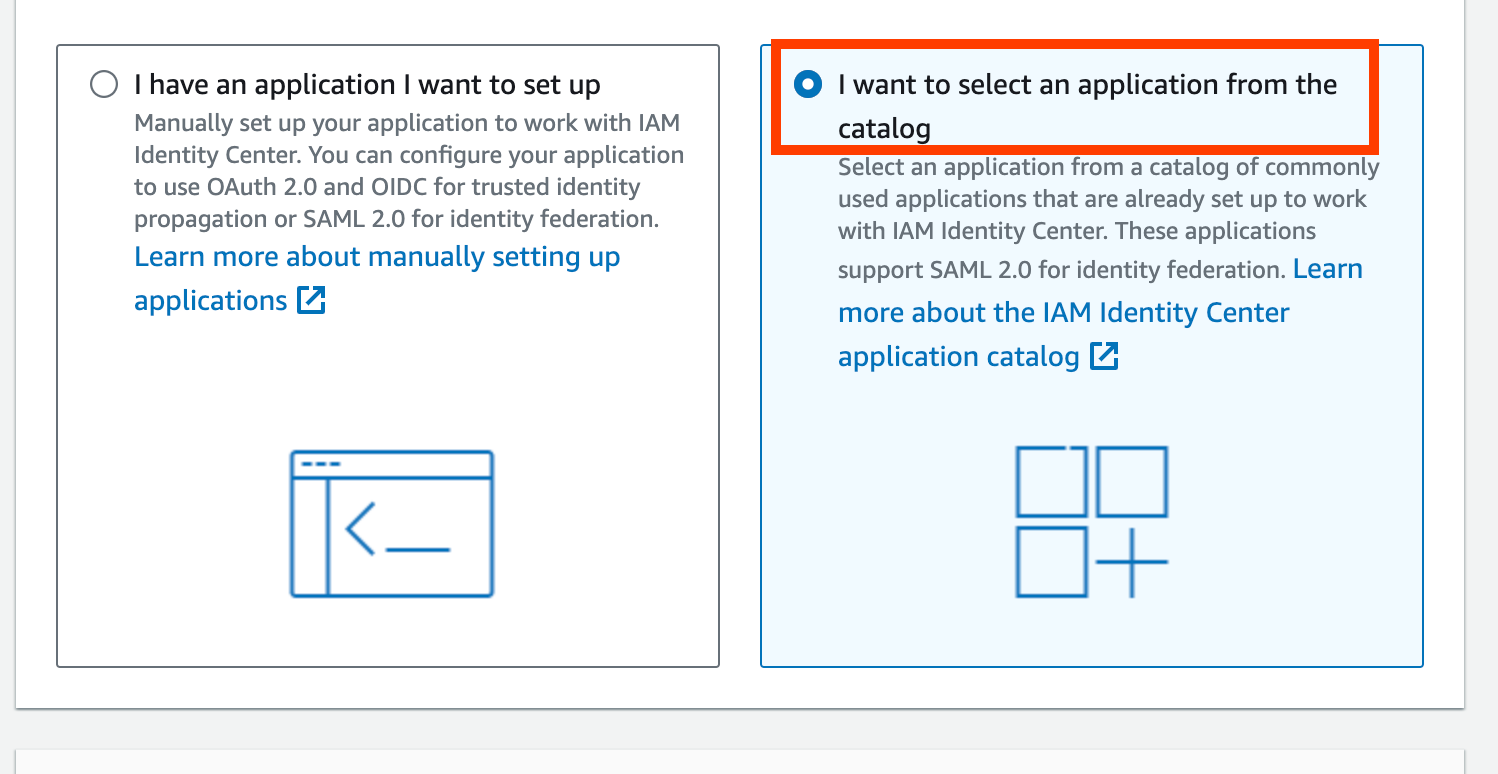 I have an application I want to set up
Manually set up your application to work with IAM
Identity Center. You can configure your application
to use OAuth 2.0 and OIDC for trusted identity
propagation or SAML 2.0 for identity federation.
Learn more about manually setting up
applications
I want to select an application from the
catalog
Select an application from a catalog of commonly
used applications that are already set up to work
with IAM Identity Center. These applications
support SAML 2.0 for identity federation. Learn
more about the IAM Identity Center
application catalog